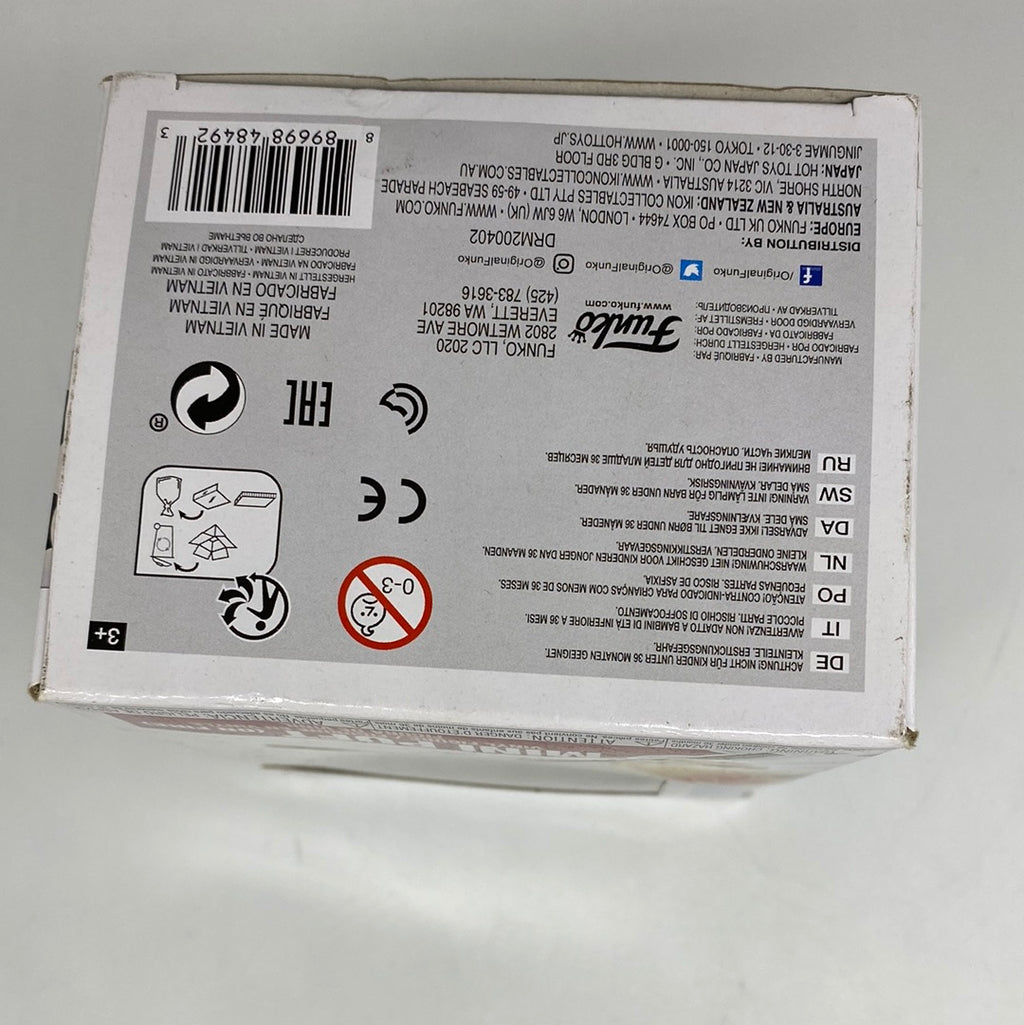 DE ACHTUNG! NICHT FÜR KINDER UNTER 36 MONATEN GEEIGNET.
KLEINTEILE. ERSTICKUNGSGEFAHR.
IT AVVERTENZA! NON ADATTO A BAMBINI DI ETÀ INFERIORE A 36 MESI.
PICCOLE PARTI. RISCHIO DI SOFFOCAMENTO.
PO ATENÇÃO! CONTRA-INDICADO PARA CRIANÇAS COM MENOS DE 36 MESES.
PEQUENAS PARTES. RISCO DE ASFIXIA.
NL WAARSCHUWING! NIET GESCHIKT VOOR KINDEREN JONGER DAN 36 MAANDEN.
KLEINE ONDERDELEN. VERSTIKKINGSGEVAAR.
DA ADVARSEL! IKKE EGNET TIL BØRN UNDER 36 MÅNEDER.
SMÅ DELE. KVÆLNINGSFARE.
SW VARNING! INTE LÄMPLIG FÖR BARN UNDER 36 MÅNADER.
SMÅ DELAR. KVÄVNINGSRISK.
RU ВНИМАНИЕ! НЕ ПРИГОДНО ДЛЯ ДЕТЕЙ МЛАДШЕ 36 МЕСЯЦЕВ.
МЕЛКИЕ ЧАСТИ. ОПАСНОСТЬ УДУШЬЯ.
0-3
3+
CE
EAC
®
MANUFACTURED BY • FABRIQUÉ PAR:
FABRICADO POR • HERGESTELLT DURCH:
FABBRICATO DA • FABRICADO POR:
VERVAARDIGD DOOR • FREMSTILLET AF:
TILLVERKAD AV • ПРОИЗВОДИТЕЛЬ:
Funko
www.funko.com
FUNKO, LLC 2020
2802 WETMORE AVE
EVERETT, WA 98201
(425) 783-3616
MADE IN VIETNAM
FABRIQUÉ EN VIETNAM
FABRICADO EN VIETNAM
HERGESTELLT IN VIETNAM • FABBRICATO IN VIETNAM
FABRICADO NA VIETNAM • VERVAARDIGD IN VIETNAM
PRODUCERET I VIETNAM • TILLVERKAD I VIETNAM
СДЕЛАНО ВО ВЬЕТНАМЕ
f /OriginalFunko
@OriginalFunko
@OriginalFunko
DRM200402
DISTRIBUTION BY:
EUROPE: FUNKO UK LTD • PO BOX 74644 • LONDON, W6 6JW (UK) • WWW.FUNKO.COM
AUSTRALIA & NEW ZEALAND: IKON COLLECTABLES PTY LTD • 49-59 SEABEACH PARADE
NORTH SHORE, VIC 3214 AUSTRALIA • WWW.IKONCOLLECTABLES.COM.AU
JAPAN: HOT TOYS JAPAN CO., INC. • G BLDG 3RD FLOOR
JINGUMAE 3-30-12 • TOKYO 150-0001 • WWW.HOTTOYS.JP
8 89698 48492 3